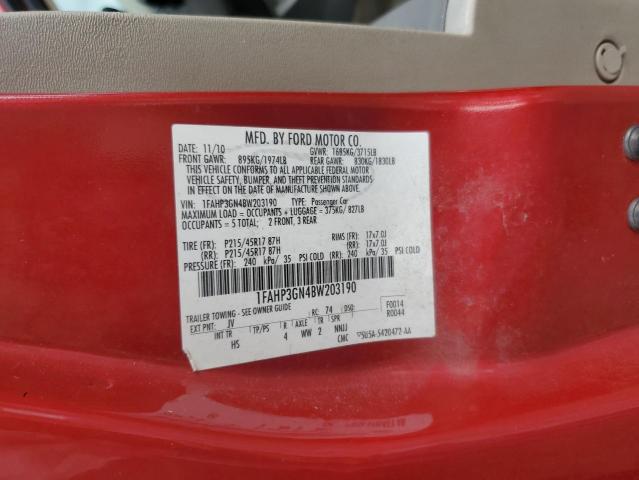 MFD. BY FORD MOTOR CO.
DATE: 11/10 GVWR: 1685KG/3715LB
FRONT GAWR: 895KG/1974LB REAR GAWR: 830KG/1830LB
THIS VEHICLE CONFORMS TO ALL APPLICABLE FEDERAL MOTOR
VEHICLE SAFETY, BUMPER, AND THEFT PREVENTION STANDARDS
IN EFFECT ON THE DATE OF MANUFACTURE SHOWN ABOVE.
VIN: 1FAHP3GN4BW203190 TYPE: Passenger Car
MAXIMUM LOAD = OCCUPANTS + LUGGAGE = 375KG/ 827LB
OCCUPANTS = 5 TOTAL; 2 FRONT, 3 REAR
TIRE (FR): P215/45R17 87H RIMS (FR): 17x7.0J
(RR): P215/45R17 87H (RR): 17x7.0J
PRESSURE (FR): 240 kPa/ 35 PSI COLD (RR): 240 kPa/ 35 PSI COLD
1FAHP3GN4BW203190
TRAILER TOWING - SEE OWNER GUIDE RC: 74 DSO: F0014
EXT PNT: JV R0044
INT TR TP/PS R AXLE TR SPR
HS 4 WW 2 NNJJ
CMC 5U5A-5420472-AA